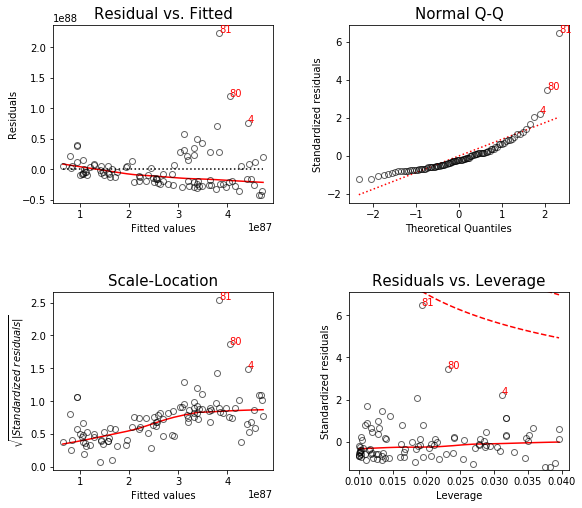 Residual vs. Fitted
1e88
2.0
1.5
1.0
0.5
0.0
−0.5
Residuals
81
80
4
1 2 3 4
1e87
Fitted values
Normal Q-Q
6
4
2
0
−2
Standardized residuals
81
80
4
−2 −1 0 1 2
Theoretical Quantiles
Scale-Location
2.5
2.0
1.5
1.0
0.5
0.0
√|Standardized residuals|
81
80
4
1 2 3 4
1e87
Fitted values
Residuals vs. Leverage
6
4
2
0
Standardized residuals
81
80
4
0.010 0.015 0.020 0.025 0.030 0.035 0.040
Leverage